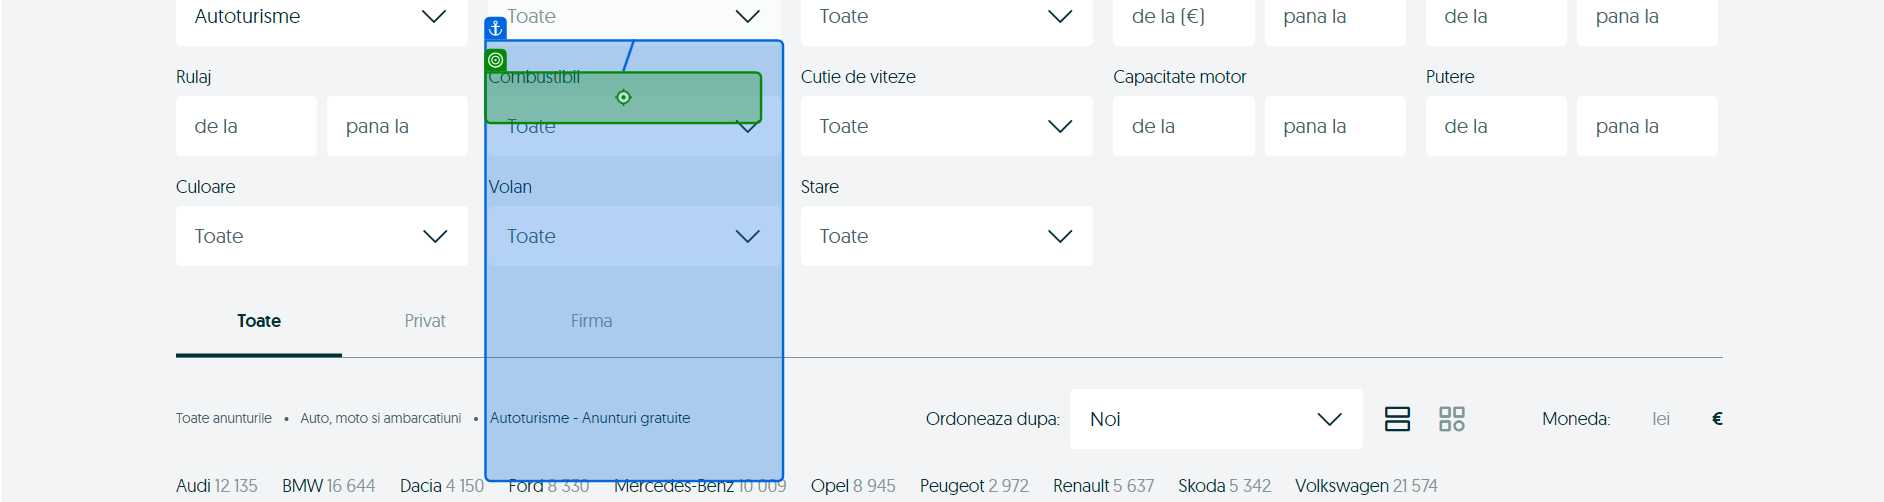 Autoturisme Toate Toate de la (€) pana la de la pana la
Rulaj Combustibil Cutie de viteze Capacitate motor Putere
de la pana la Toate Toate de la pana la de la pana la
Culoare Volan Stare
Toate Toate Toate
Toate Privat Firma
Toate anunturile • Auto, moto si ambarcatiuni • Autoturisme - Anunturi gratuite Ordoneaza dupa: Noi Moneda: lei €
Audi 12 135 BMW 16 644 Dacia 4 150 Ford 8 330 Mercedes-Benz 10 009 Opel 8 945 Peugeot 2 972 Renault 5 637 Skoda 5 342 Volkswagen 21 574